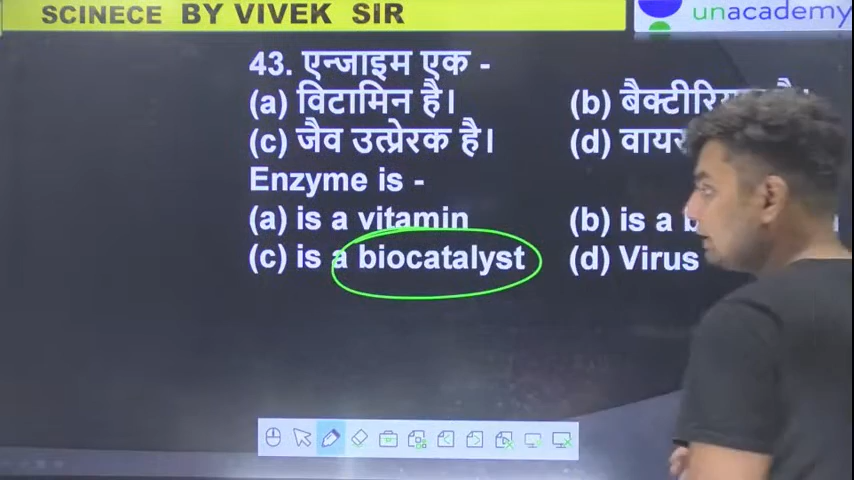 SCINECE BY VIVEK SIR
unacademy
43. एन्जाइम एक -
(a) विटामिन है। (b)
(c) जैव उत्प्रेरक है। (d)
Enzyme is -
(a) is a vitamin (b) is a
(c) is a biocatalyst (d) Virus